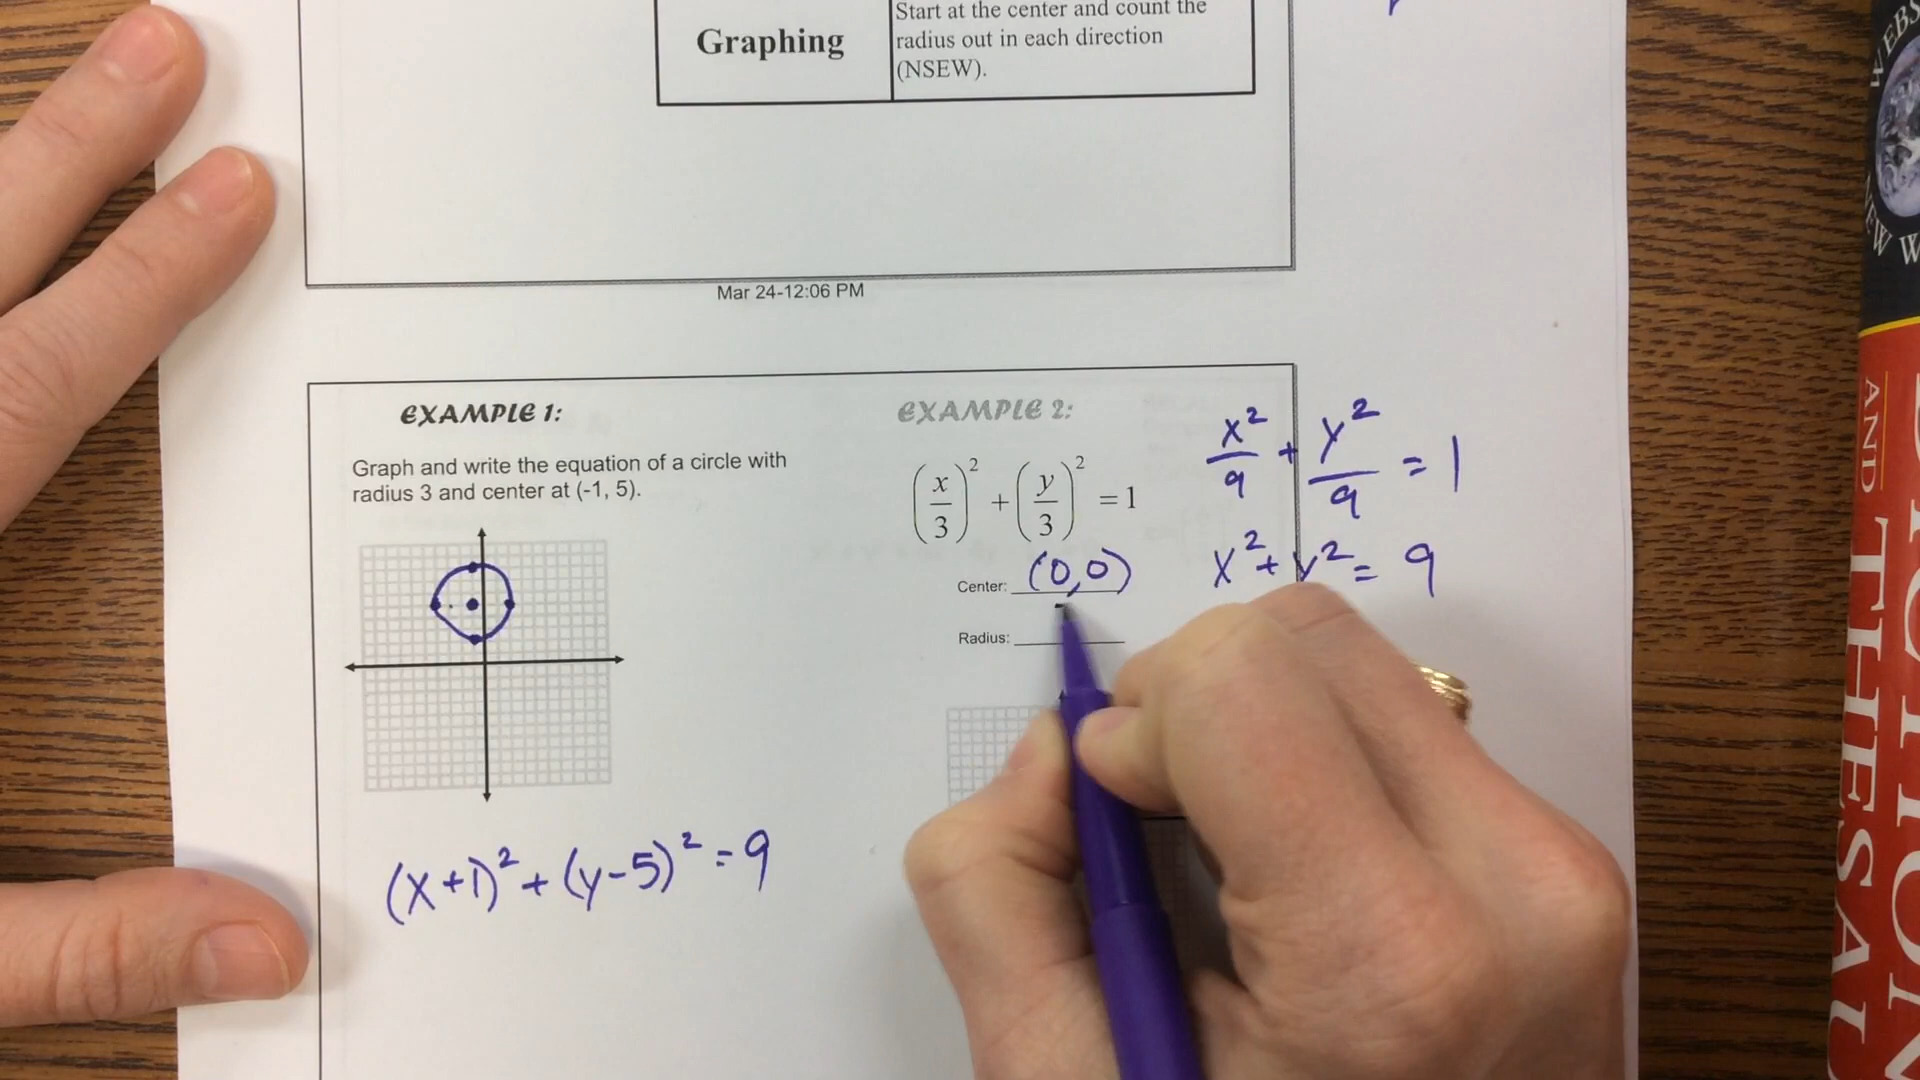 Graphing
Start at the center and count the
radius out in each direction
(NSEW).
Mar 24-12:06 PM
EXAMPLE 1:
Graph and write the equation of a circle with
radius 3 and center at (-1, 5).
(x+1)² + (y-5)² = 9
EXAMPLE 2:
(x/3)² + (y/3)² = 1
Center: (0,0)
Radius:
x²/9 + y²/9 = 1
x² + y² = 9
NEW
AND